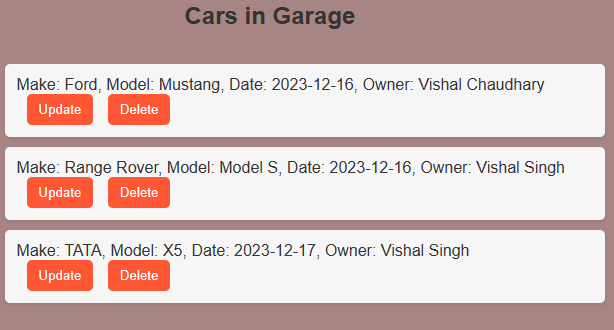 Cars in Garage
Make: Ford, Model: Mustang, Date: 2023-12-16, Owner: Vishal Chaudhary
Update Delete
Make: Range Rover, Model: Model S, Date: 2023-12-16, Owner: Vishal Singh
Update Delete
Make: TATA, Model: X5, Date: 2023-12-17, Owner: Vishal Singh
Update Delete